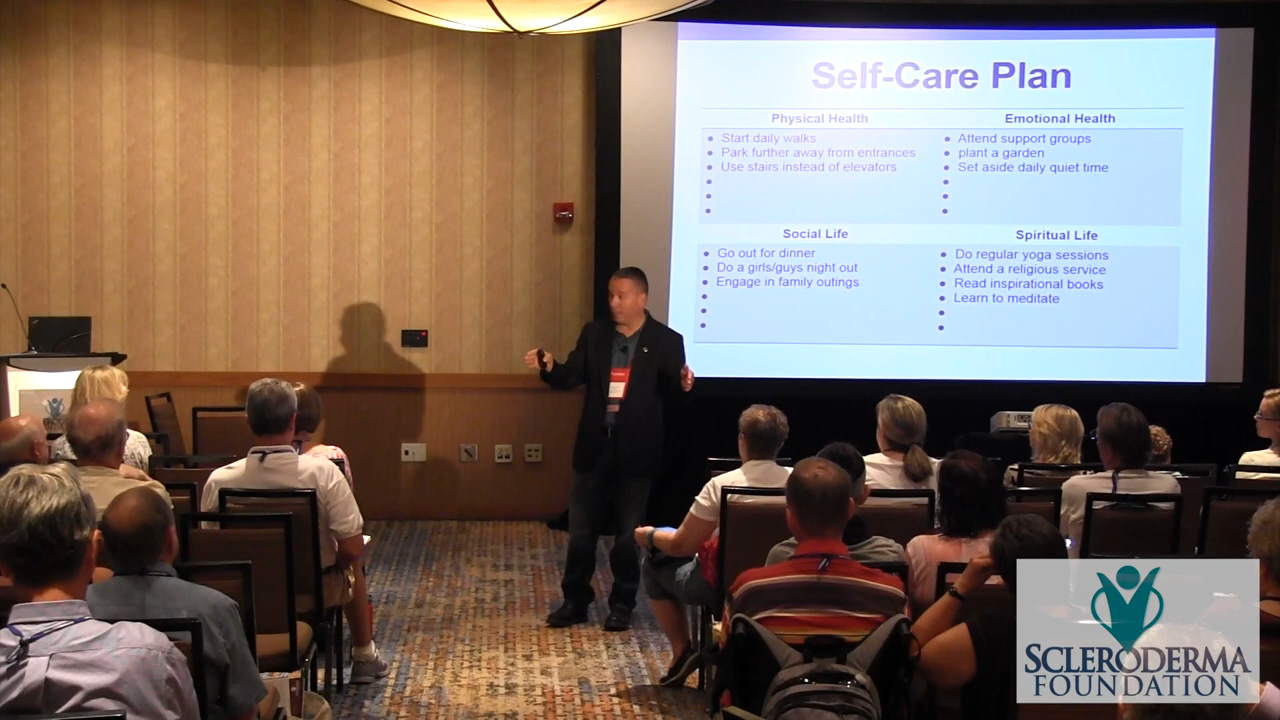 Self-Care Plan
Physical Health
Start daily walks
Park further away from entrances
Use stairs instead of elevators
Emotional Health
Attend support groups
plant a garden
Set aside daily quiet time
Social Life
Go out for dinner
Do a girls/guys night out
Engage in family outings
Spiritual Life
Do regular yoga sessions
Attend a religious service
Read inspirational books
Learn to meditate
SCLERODERMA
FOUNDATION